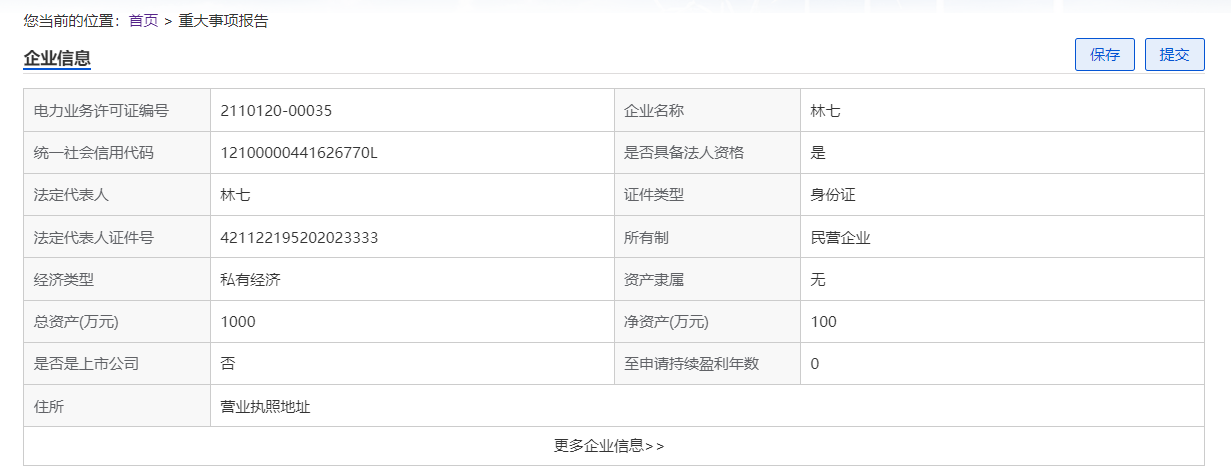 您当前的位置：首页 > 重大事项报告
企业信息 保存 提交
电力业务许可证编号 2110120-00035 企业名称 林七
统一社会信用代码 12100000441626770L 是否具备法人资格 是
法定代表人 林七 证件类型 身份证
法定代表人证件号 421122195202023333 所有制 民营企业
经济类型 私有经济 资产隶属 无
总资产(万元) 1000 净资产(万元) 100
是否是上市公司 否 至申请持续盈利年数 0
住所 营业执照地址
更多企业信息>>